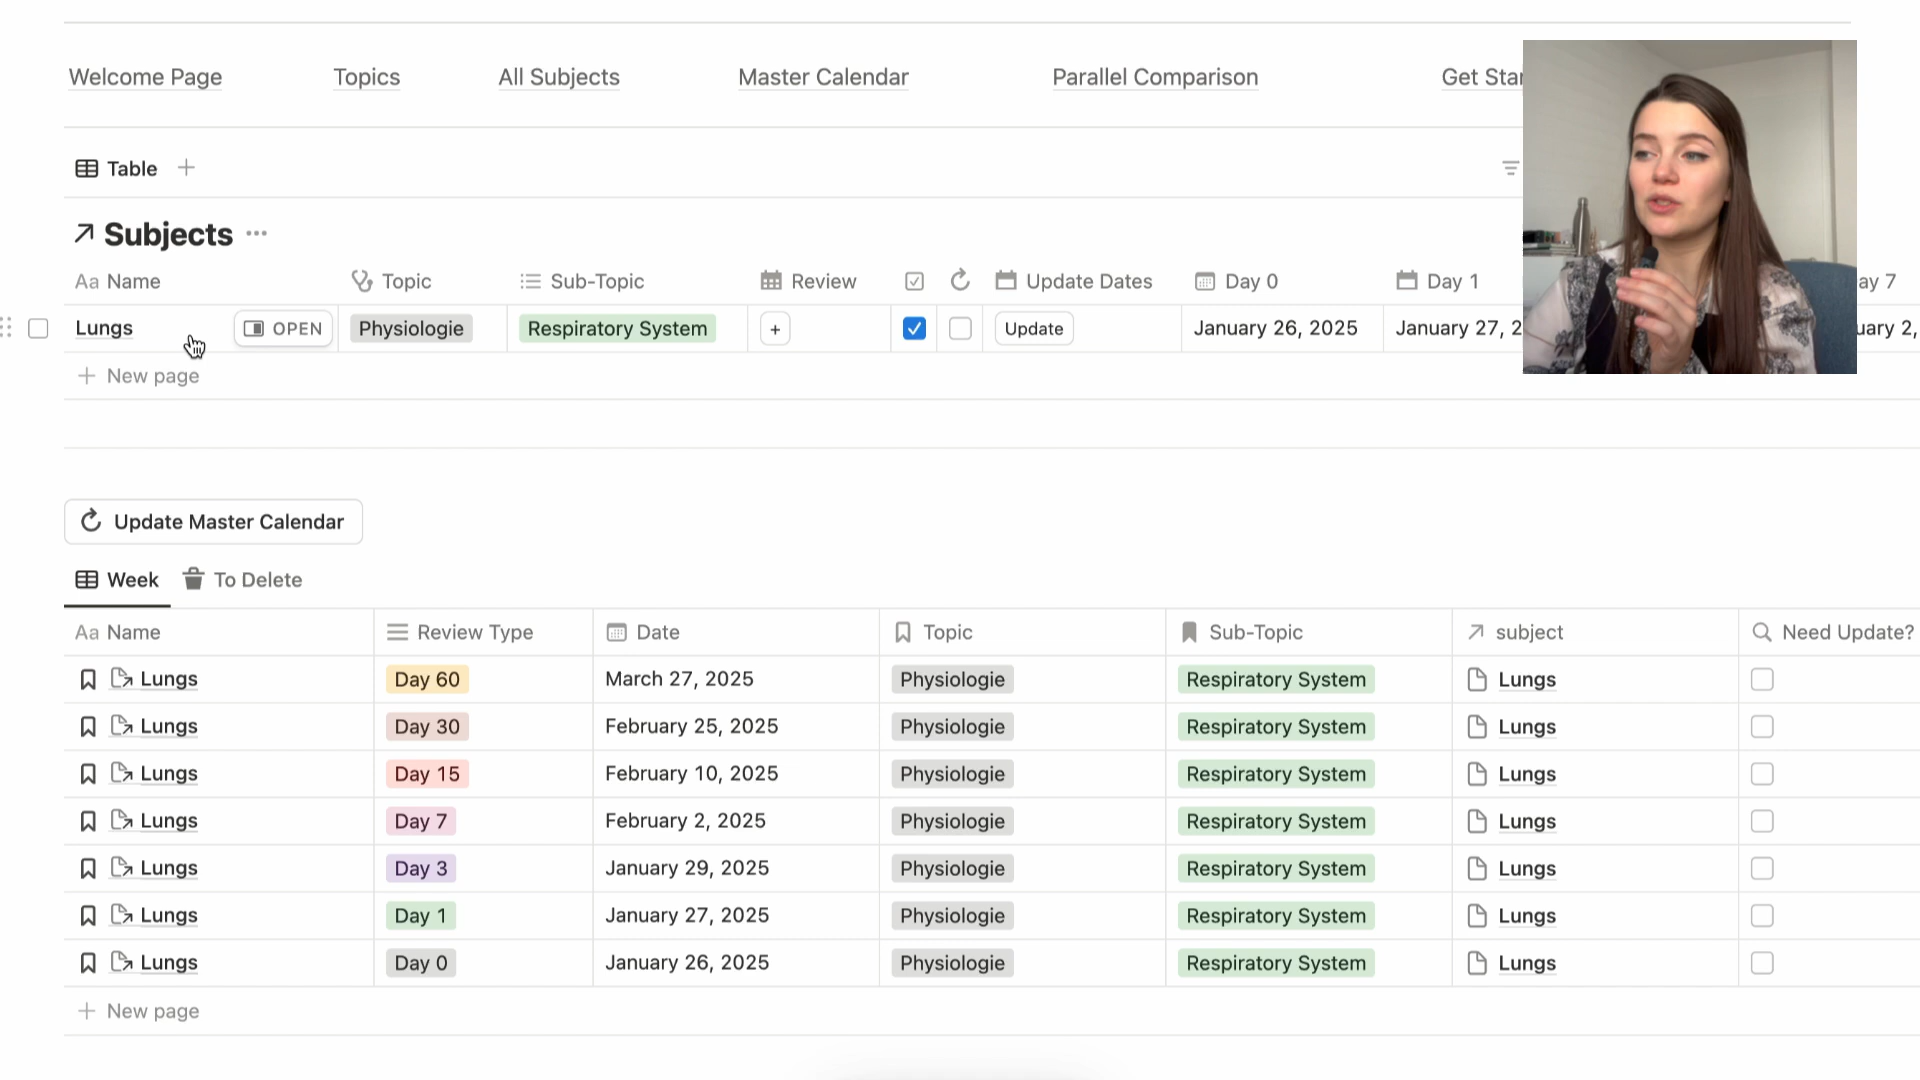 Welcome Page Topics All Subjects Master Calendar Parallel Comparison Get Star
Table
Subjects
Aa Name Topic Sub-Topic Review Update Dates Day 0 Day 1 ay 7
Lungs OPEN Physiologie Respiratory System + Update January 26, 2025 January 27, 2 uary 2,
+ New page
Update Master Calendar
Week To Delete
Aa Name Review Type Date Topic Sub-Topic subject Need Update?
Lungs Day 60 March 27, 2025 Physiologie Respiratory System Lungs
Lungs Day 30 February 25, 2025 Physiologie Respiratory System Lungs
Lungs Day 15 February 10, 2025 Physiologie Respiratory System Lungs
Lungs Day 7 February 2, 2025 Physiologie Respiratory System Lungs
Lungs Day 3 January 29, 2025 Physiologie Respiratory System Lungs
Lungs Day 1 January 27, 2025 Physiologie Respiratory System Lungs
Lungs Day 0 January 26, 2025 Physiologie Respiratory System Lungs
+ New page